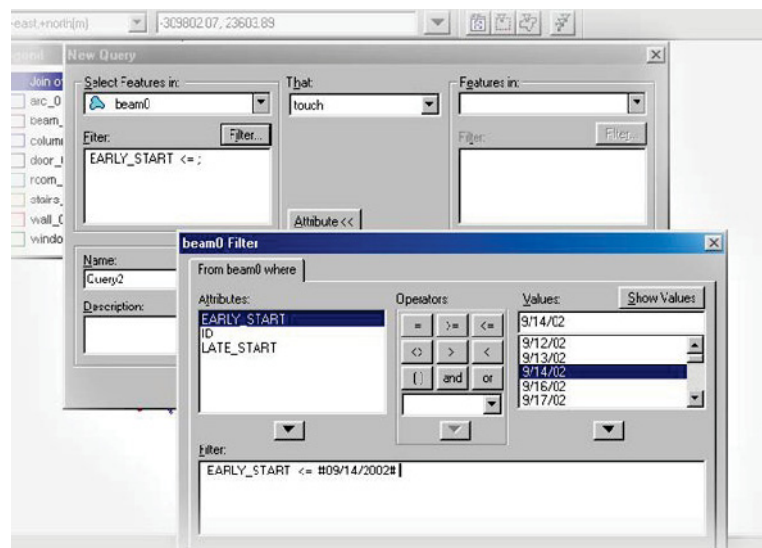 -east,+north(m)
-309802.07, 23603.89
New Query
Join o
arc_0
beam_
colum
door_
room_
stairs_
wall_
windo
Select Features in:
beam0
That:
touch
Features in:
Filter:
Filter...
EARLY_START <= ;
Filter:
Filter...
Attribute <<
Name:
Query2
Description:
beam0 Filter
From beam0 where
Attributes:
EARLY_START
ID
LATE_START
Operators:
= >= <=
<> > <
() and or
Values:
Show Values
9/14/02
9/12/02
9/13/02
9/14/02
9/16/02
9/17/02
Filter:
EARLY_START <= #09/14/2002#